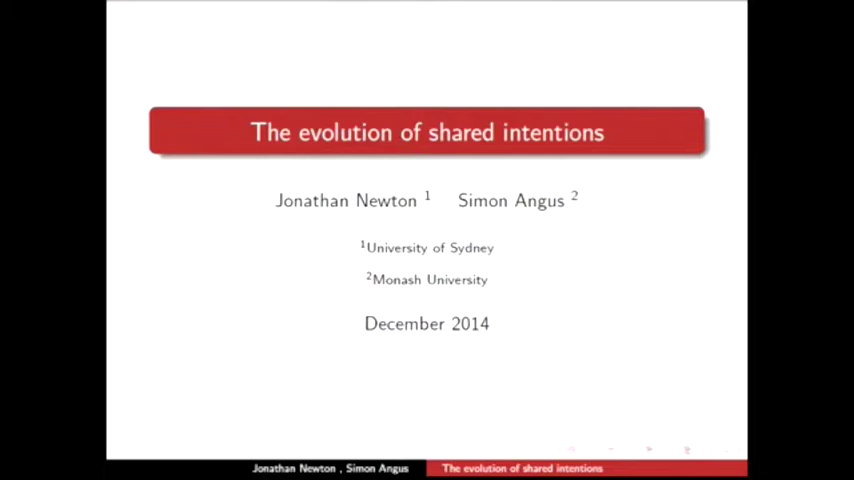 The evolution of shared intentions
Jonathan Newton 1 Simon Angus 2
1University of Sydney
2Monash University
December 2014
Jonathan Newton , Simon Angus The evolution of shared intentions